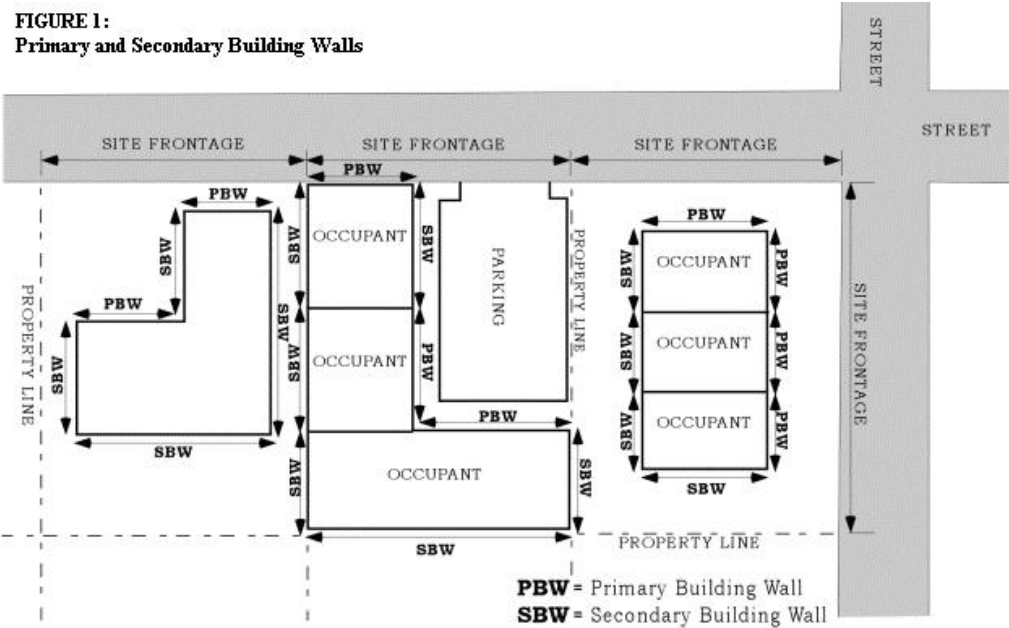 FIGURE 1:
Primary and Secondary Building Walls
STREET
STREET
SITE FRONTAGE
SITE FRONTAGE
SITE FRONTAGE
PBW
PBW
PBW
SBW
SBW
OCCUPANT
SBW
PROPERTY LINE
SBW
PARKING
PROPERTY LINE
SBW
OCCUPANT
PBW
SITE FRONTAGE
PBW
SBW
SBW
OCCUPANT
PBW
SBW
OCCUPANT
PBW
PROPERTY LINE
SBW
PBW
SBW
OCCUPANT
PBW
SBW
SBW
OCCUPANT
SBW
SBW
SBW
PROPERTY LINE
PBW = Primary Building Wall
SBW = Secondary Building Wall